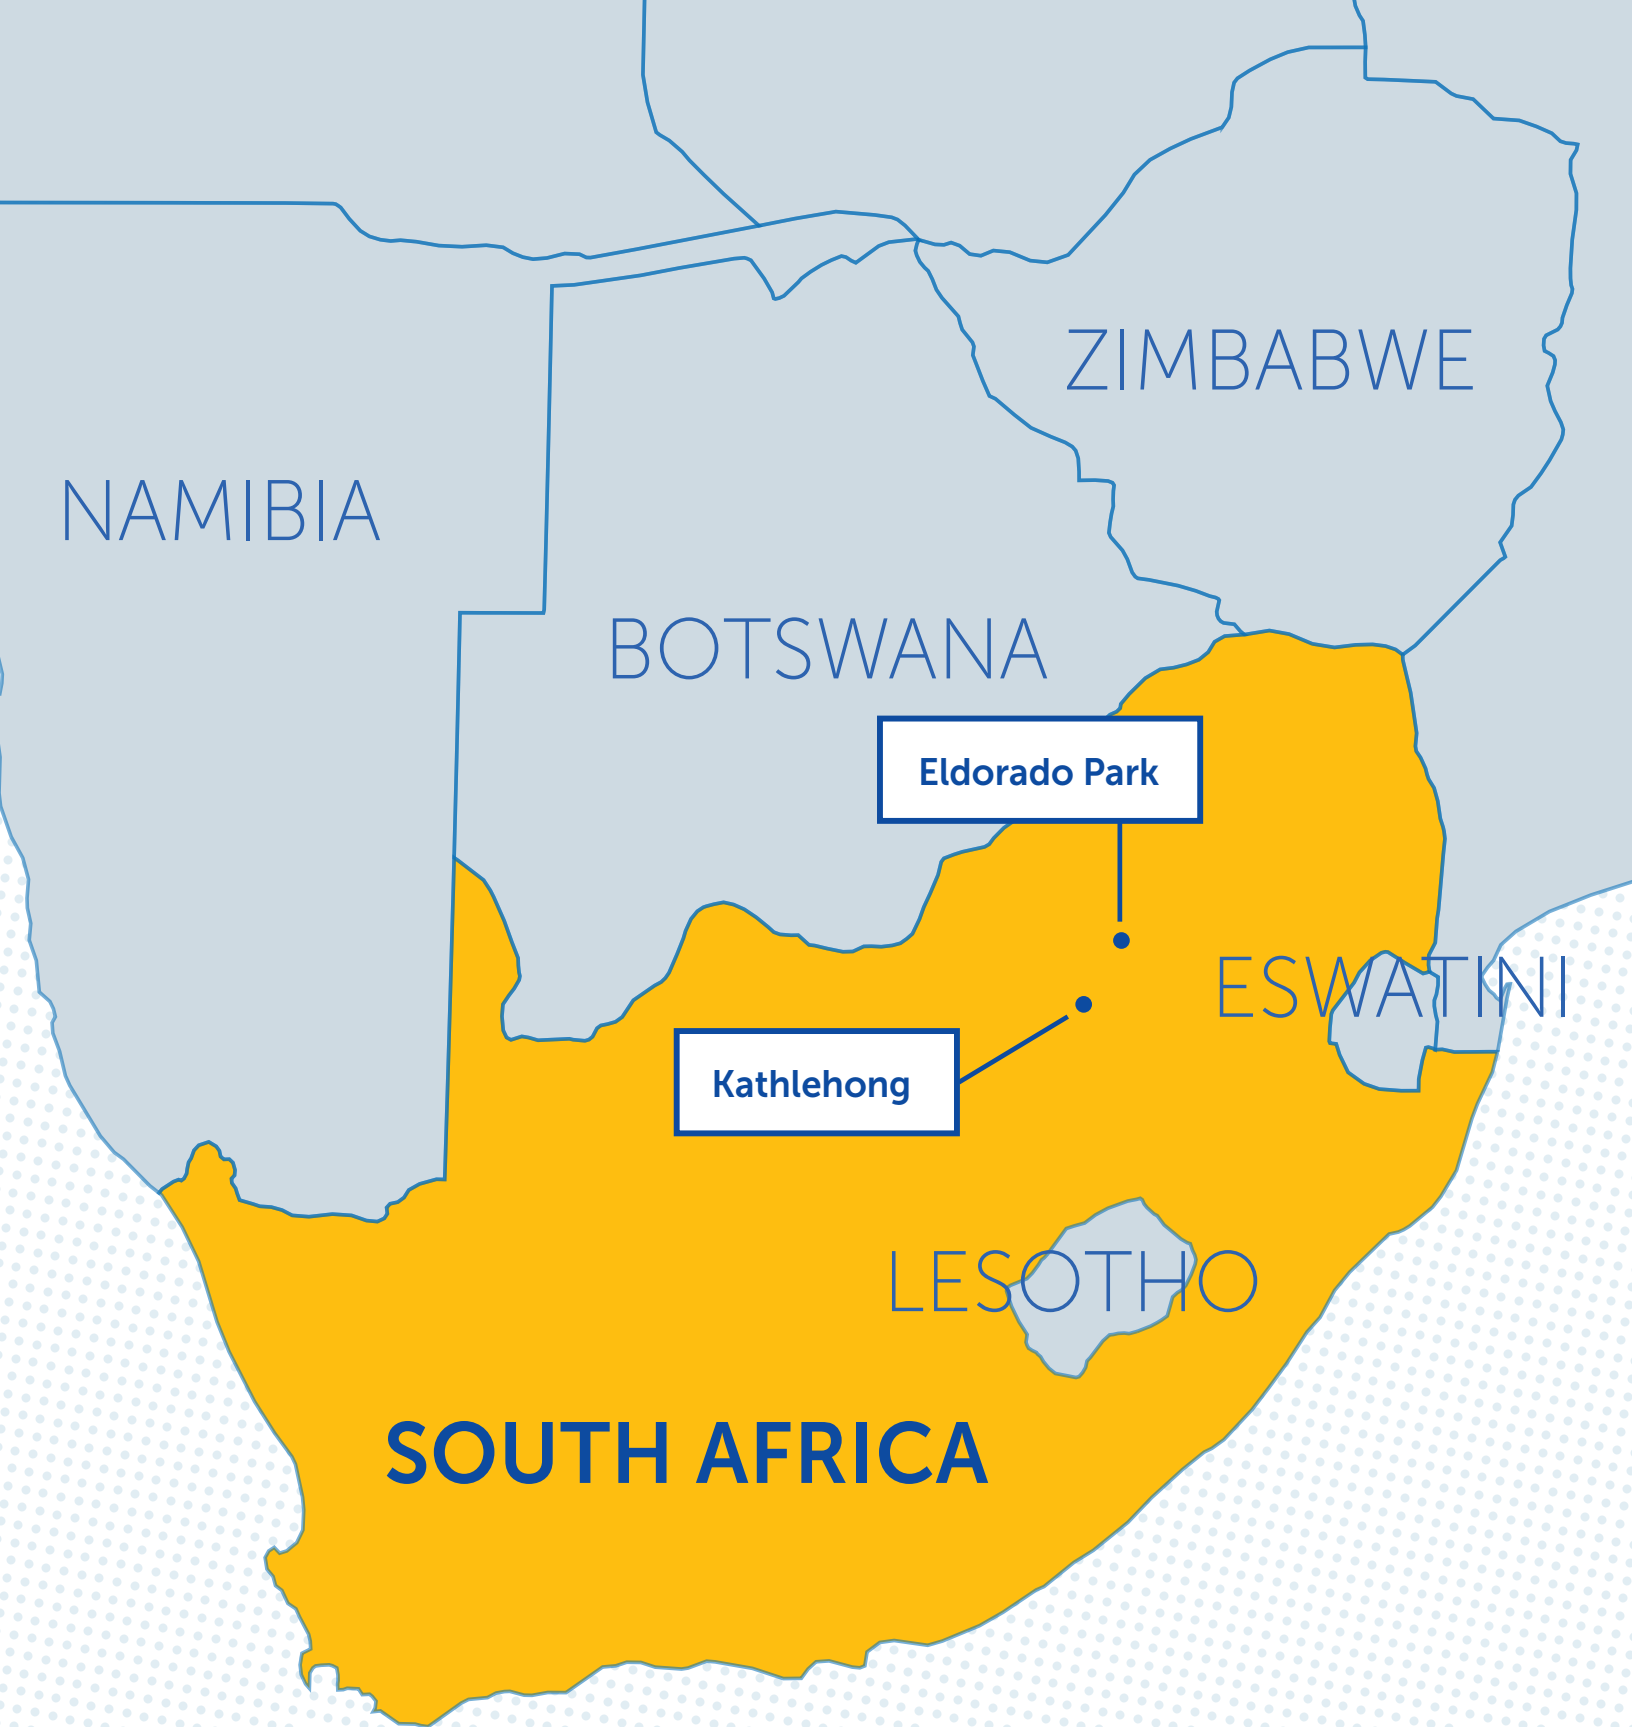 ZIMBABWE
NAMIBIA
BOTSWANA
Eldorado Park
ESWATINI
Kathlehong
LESOTHO
SOUTH AFRICA